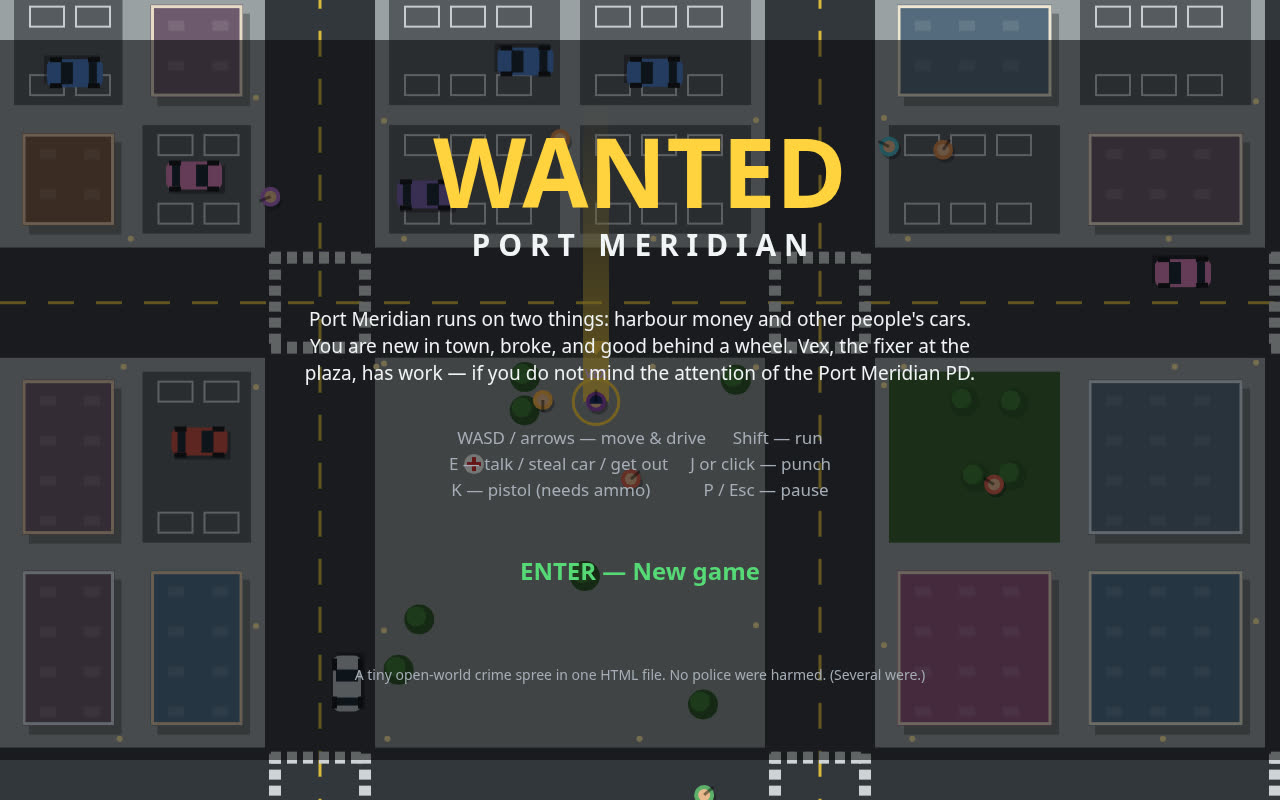 WANTED
PORT MERIDIAN
Port Meridian runs on two things: harbour money and other people's cars.
You are new in town, broke, and good behind a wheel. Vex, the fixer at the
plaza, has work — if you do not mind the attention of the Port Meridian PD.
WASD / arrows — move & drive Shift — run
E — talk / steal car / get out J or click — punch
K — pistol (needs ammo) P / Esc — pause
ENTER — New game
A tiny open-world crime spree in one HTML file. No police were harmed. (Several were.)